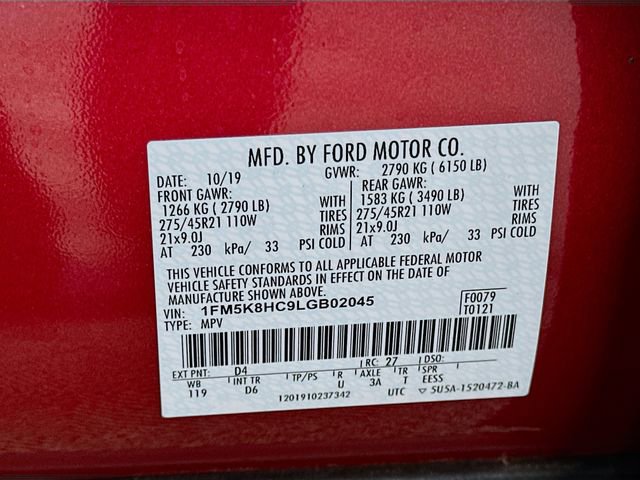 MFD. BY FORD MOTOR CO.
DATE: 10/19 GVWR: 2790 KG ( 6150 LB)
FRONT GAWR: REAR GAWR:
1266 KG ( 2790 LB) WITH 1583 KG ( 3490 LB) WITH
275/45R21 110W TIRES 275/45R21 110W TIRES
21x9.0J RIMS 21x9.0J RIMS
AT 230 kPa/ 33 PSI COLD AT 230 kPa/ 33 PSI COLD
THIS VEHICLE CONFORMS TO ALL APPLICABLE FEDERAL MOTOR
VEHICLE SAFETY STANDARDS IN EFFECT ON THE DATE OF
MANUFACTURE SHOWN ABOVE.
VIN: 1FM5K8HC9LGB02045 F0079
TYPE: MPV T0121
EXT PNT: D4 RC: 27 DSO:
WB INT TR TP/PS R AXLE TR SPR
119 D6 U 3A T EESS
1201910237342 UTC ▽ 5U5A-1520472-BA